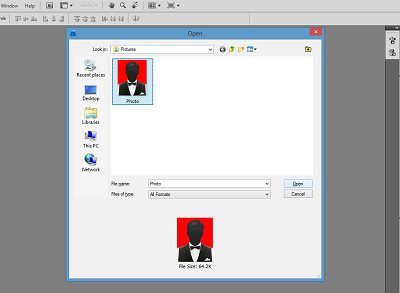 Window Help
Open
Look in: Pictures
Recent places
Desktop
Libraries
This PC
Network
Photo
File name: Photo Open
Files of type: All Formats Cancel
File Size: 64.2K